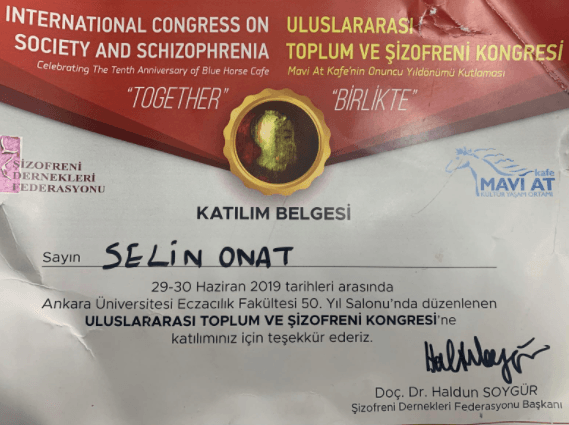 INTERNATIONAL CONGRESS ON
SOCIETY AND SCHIZOPHRENIA
Celebrating The Tenth Anniversary of Blue Horse Cafe
"TOGETHER"
ULUSLARARASI
TOPLUM VE ŞİZOFRENİ KONGRESİ
Mavi At Kafe'nin Onuncu Yıldönümü Kutlaması
"BİRLİKTE"
ŞİZOFRENİ
DERNEKLERİ
FEDERASYONU
kafe
MAVİ AT
KÜLTÜR YAŞAM ORTAMI
KATILIM BELGESİ
Sayın SELİN ONAT
29-30 Haziran 2019 tarihleri arasında
Ankara Üniversitesi Eczacılık Fakültesi 50. Yıl Salonu'nda düzenlenen
ULUSLARARASI TOPLUM VE ŞİZOFRENİ KONGRESİ'ne
katılımınız için teşekkür ederiz.
Doç. Dr. Haldun SOYGÜR
Şizofreni Dernekleri Federasyonu Başkanı